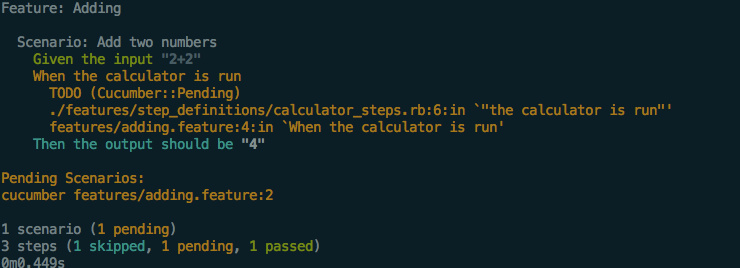 Feature: Adding
Scenario: Add two numbers
Given the input "2+2"
When the calculator is run
TODO (Cucumber::Pending)
./features/step_definitions/calculator_steps.rb:6:in `"the calculator is run"'
features/adding.feature:4:in `When the calculator is run'
Then the output should be "4"
Pending Scenarios:
cucumber features/adding.feature:2
1 scenario (1 pending)
3 steps (1 skipped, 1 pending, 1 passed)
0m0.449s